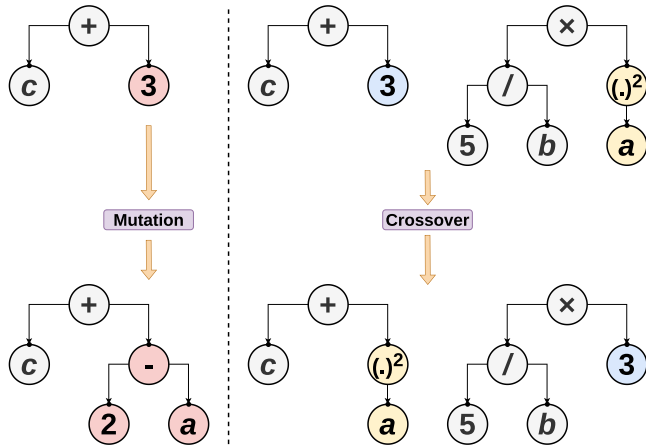 + + ×
c 3 c 3 / (.)²
5 b a
Mutation Crossover
+ + ×
c - c (.)² / 3
2 a a 5 b